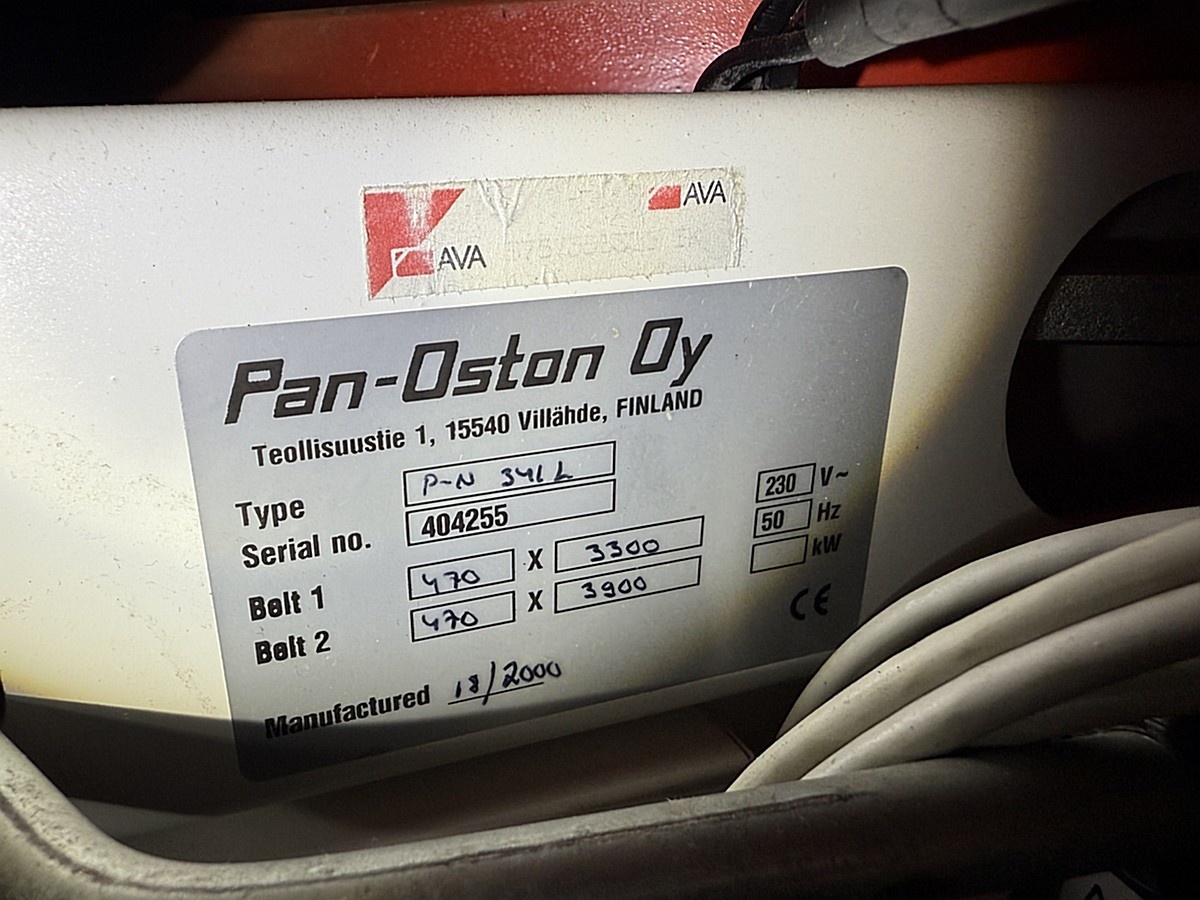 AVA
AVA
Pan-Oston Oy
Teollisuustie 1, 15540 Villähde, FINLAND
Type P-N 341 L
Serial no. 404255
Belt 1 470 X 3300
Belt 2 470 X 3900
230 V~
50 Hz
kW
CE
Manufactured 18/2000